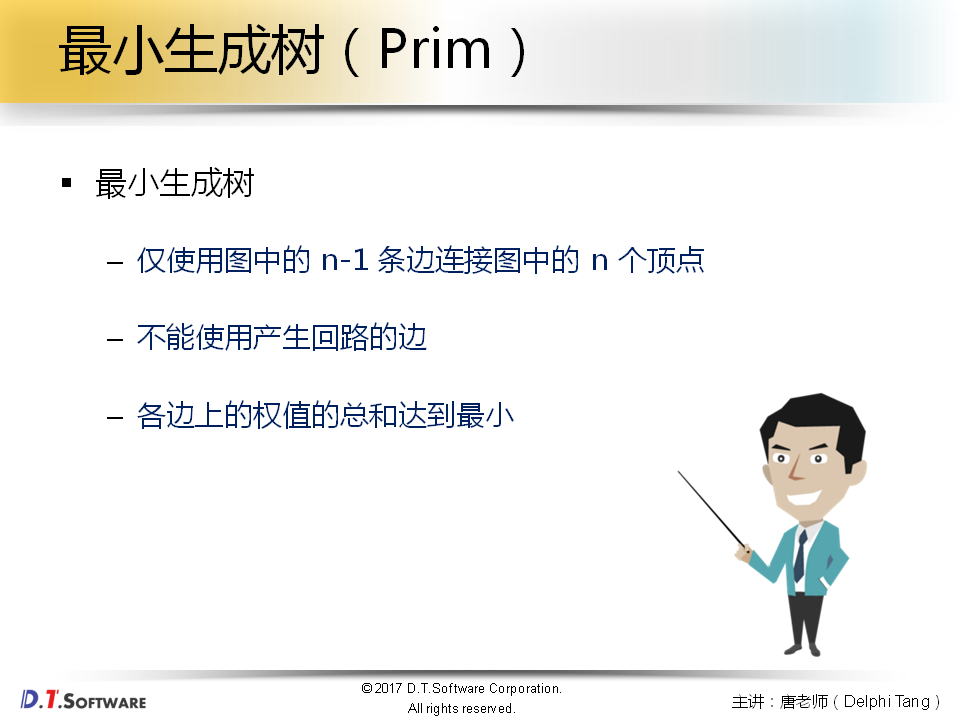 最小生成树（Prim）
▪ 最小生成树
– 仅使用图中的 n-1 条边连接图中的 n 个顶点
– 不能使用产生回路的边
– 各边上的权值的总和达到最小
D.T.SOFTWARE
©2017 D.T.Software Corporation.
All rights reserved.
主讲：唐老师（Delphi Tang）